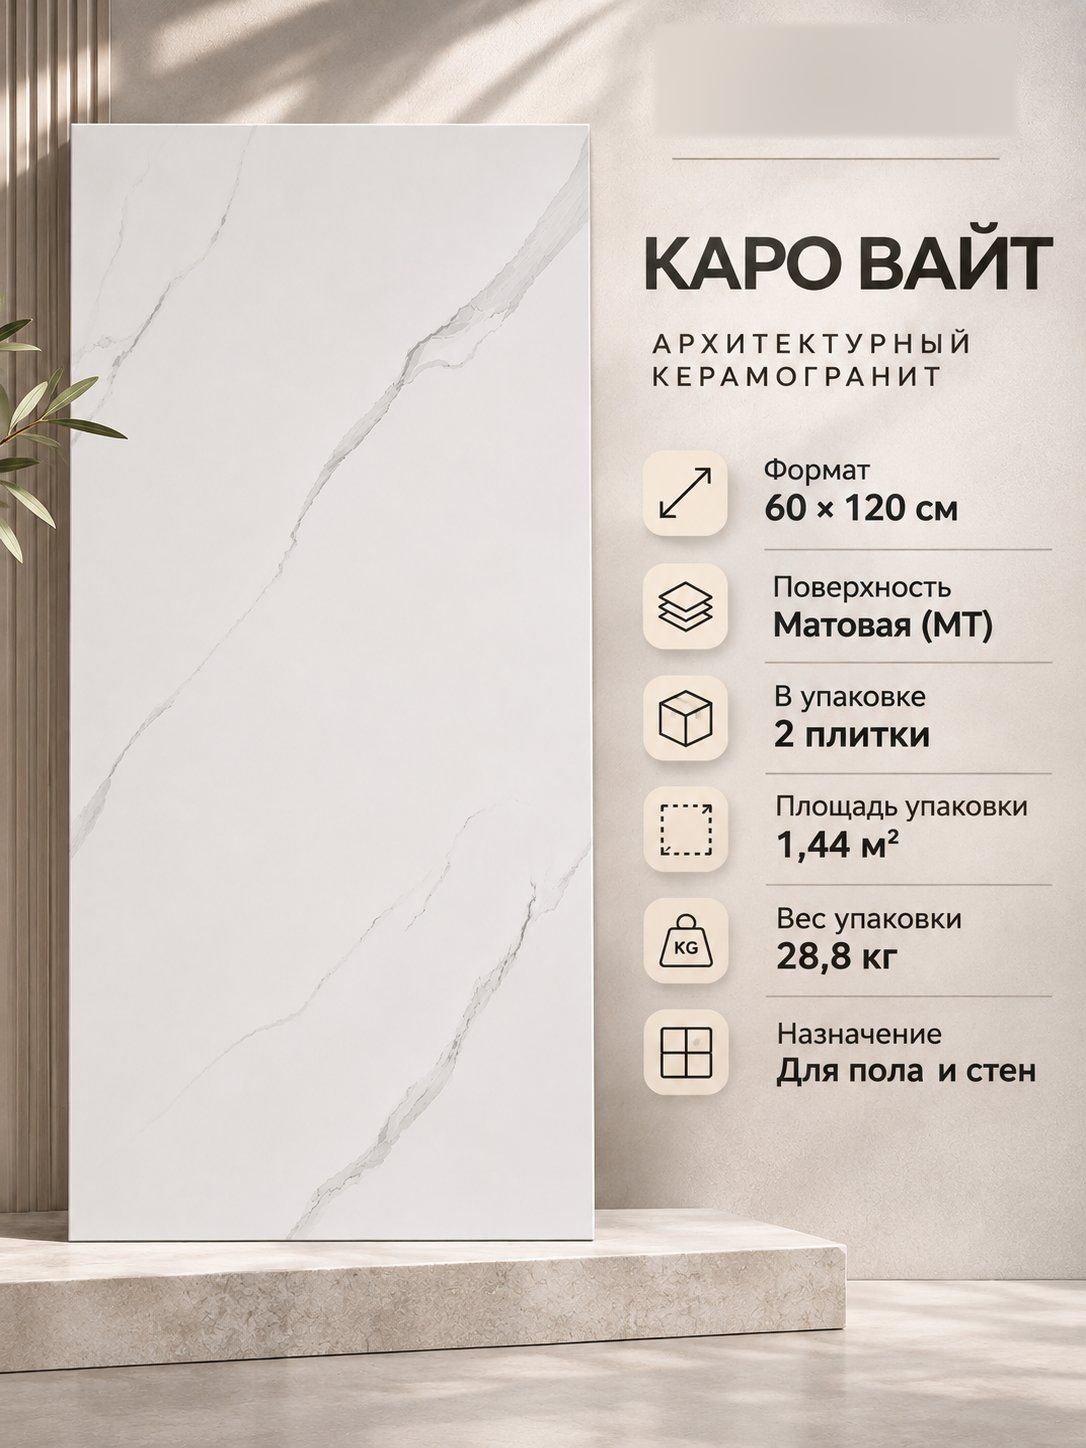 КАРО ВАЙТ
АРХИТЕКТУРНЫЙ
КЕРАМОГРАНИТ
Формат
60 × 120 см
Поверхность
Матовая (МТ)
В упаковке
2 плитки
Площадь упаковки
1,44 м²
KG
Вес упаковки
28,8 кг
Назначение
Для пола и стен